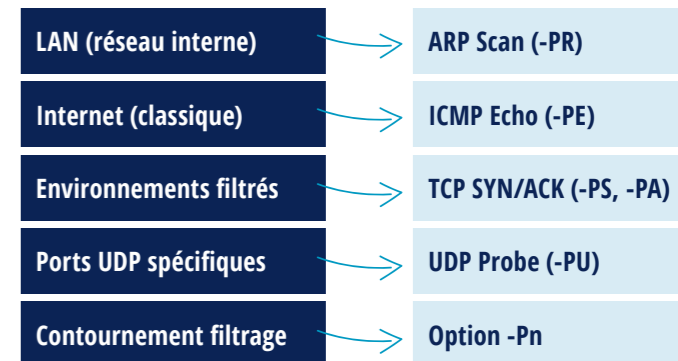 LAN (réseau interne) ARP Scan (-PR)
Internet (classique) ICMP Echo (-PE)
Environnements filtrés TCP SYN/ACK (-PS, -PA)
Ports UDP spécifiques UDP Probe (-PU)
Contournement filtrage Option -Pn